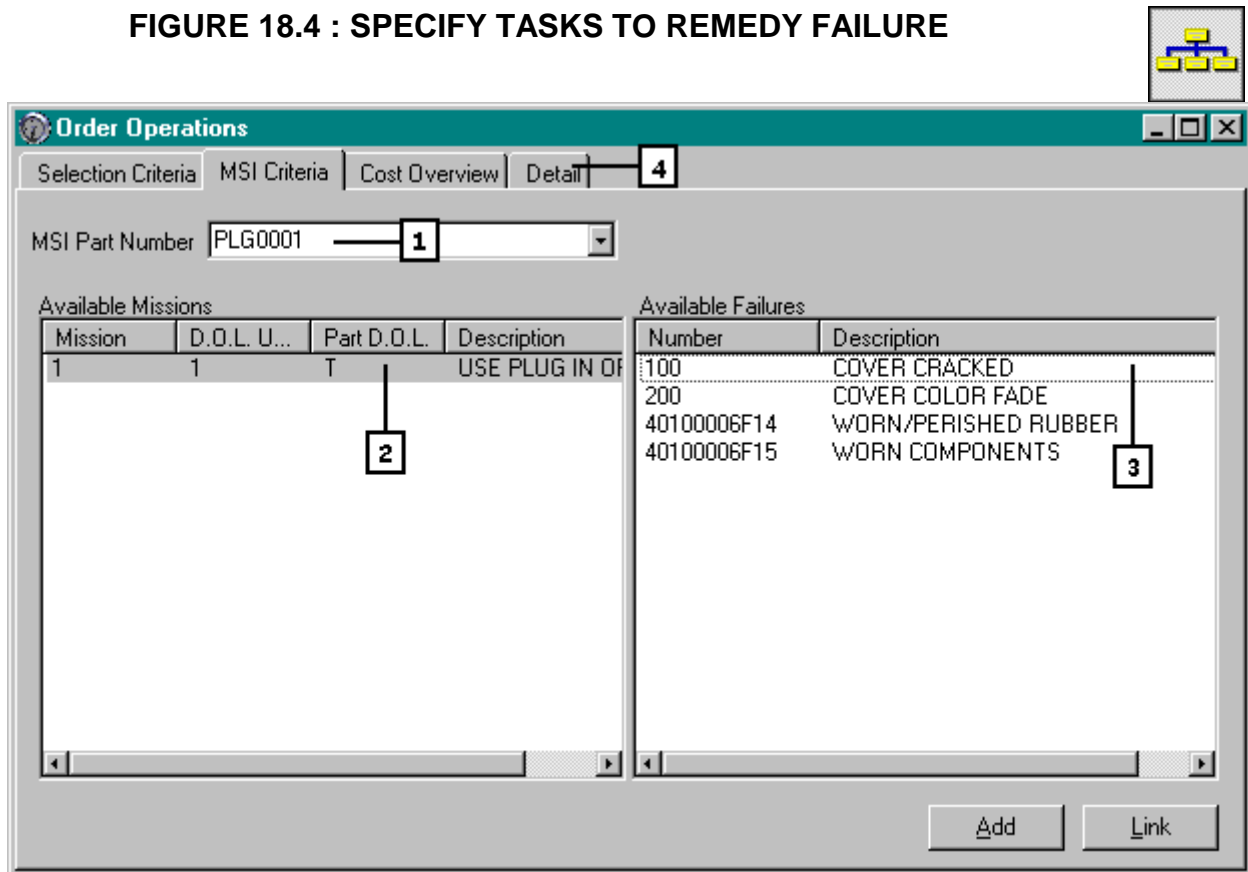 FIGURE 18.4 : SPECIFY TASKS TO REMEDY FAILURE
Order Operations
Selection Criteria MSI Criteria Cost Overview Detail 4
MSI Part Number PLG0001 1
Available Missions
Mission D.O.L. U... Part D.O.L. Description
1 1 T USE PLUG IN OF
2
Available Failures
Number Description
100 COVER CRACKED
200 COVER COLOR FADE
40100006F14 WORN/PERISHED RUBBER
40100006F15 WORN COMPONENTS
3
Add Link